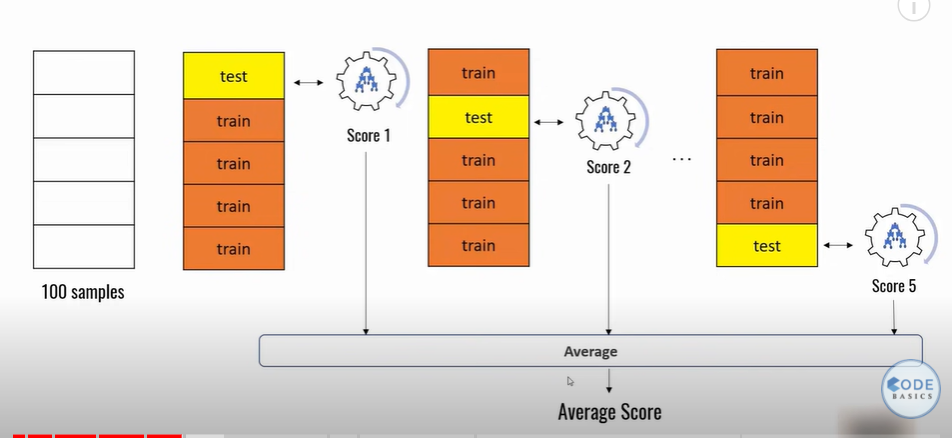 test
train
train
train
train
Score 1
train
test
train
train
train
Score 2
...
train
train
train
train
test
Score 5
100 samples
Average
Average Score
CODE
BASICS